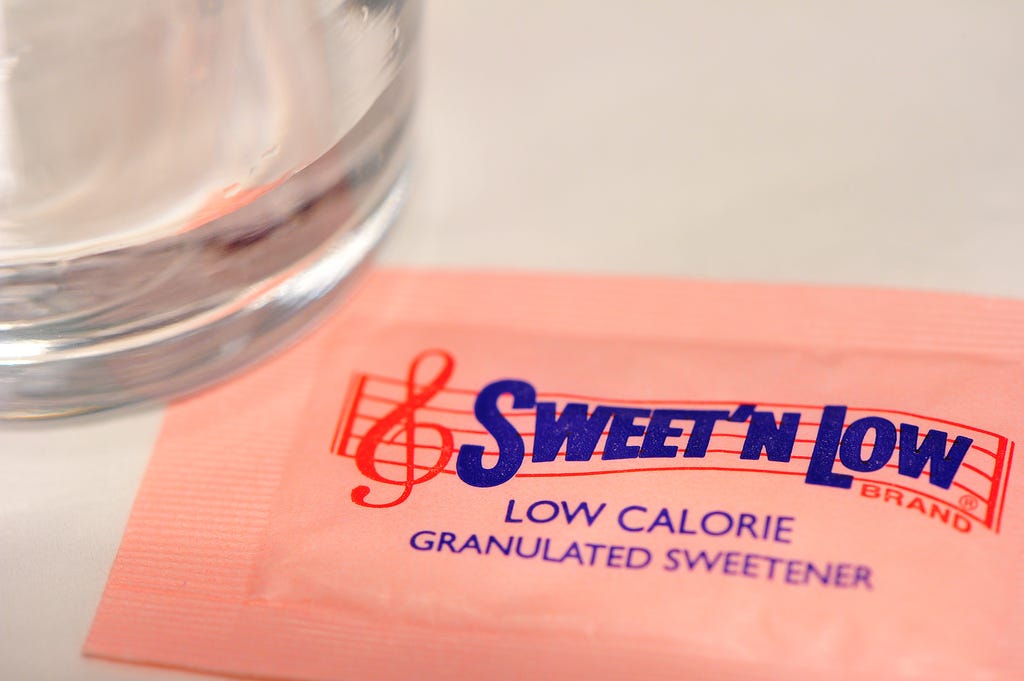 SWEET'N LOW
BRAND®
LOW CALORIE
GRANULATED SWEETENER